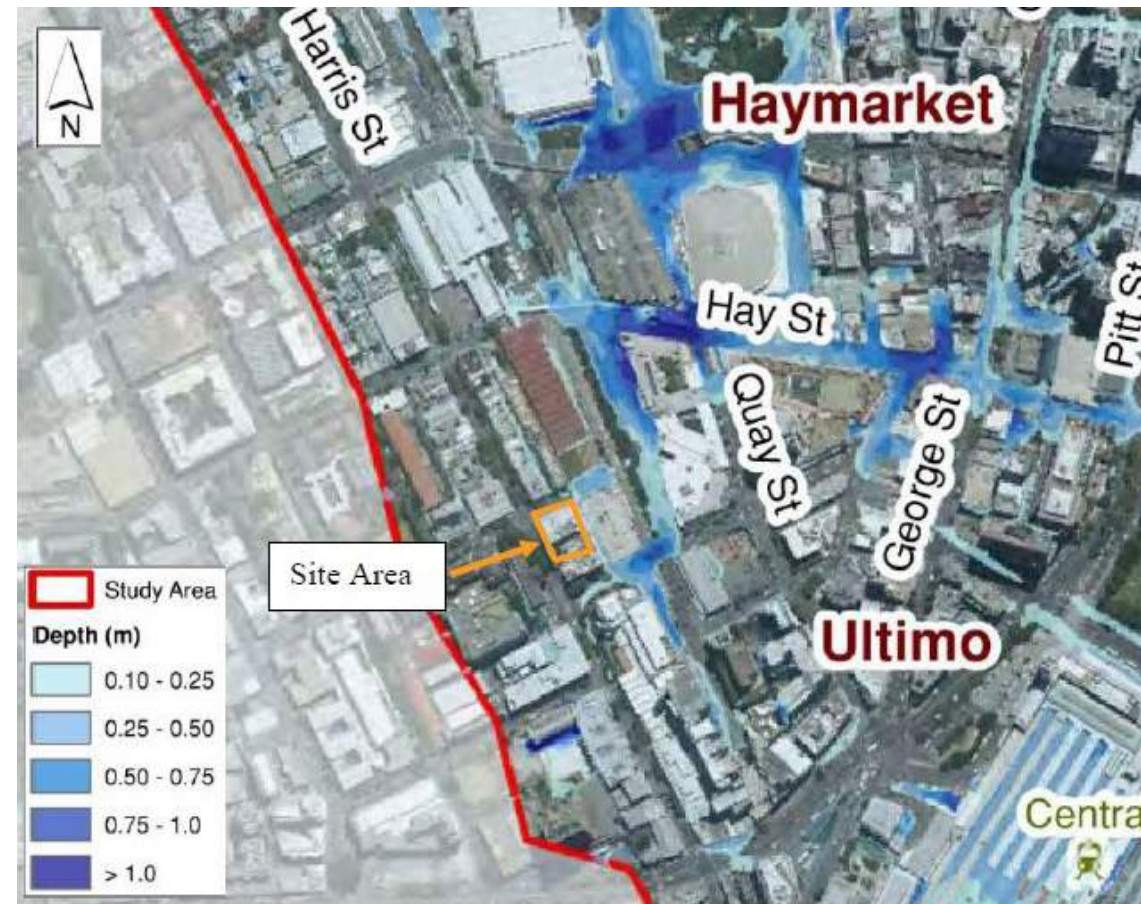 N
Harris St
Haymarket
Hay St
Pitt St
Quay St
George St
Site Area
Ultimo
Centra
Study Area
Depth (m)
0.10 - 0.25
0.25 - 0.50
0.50 - 0.75
0.75 - 1.0
> 1.0